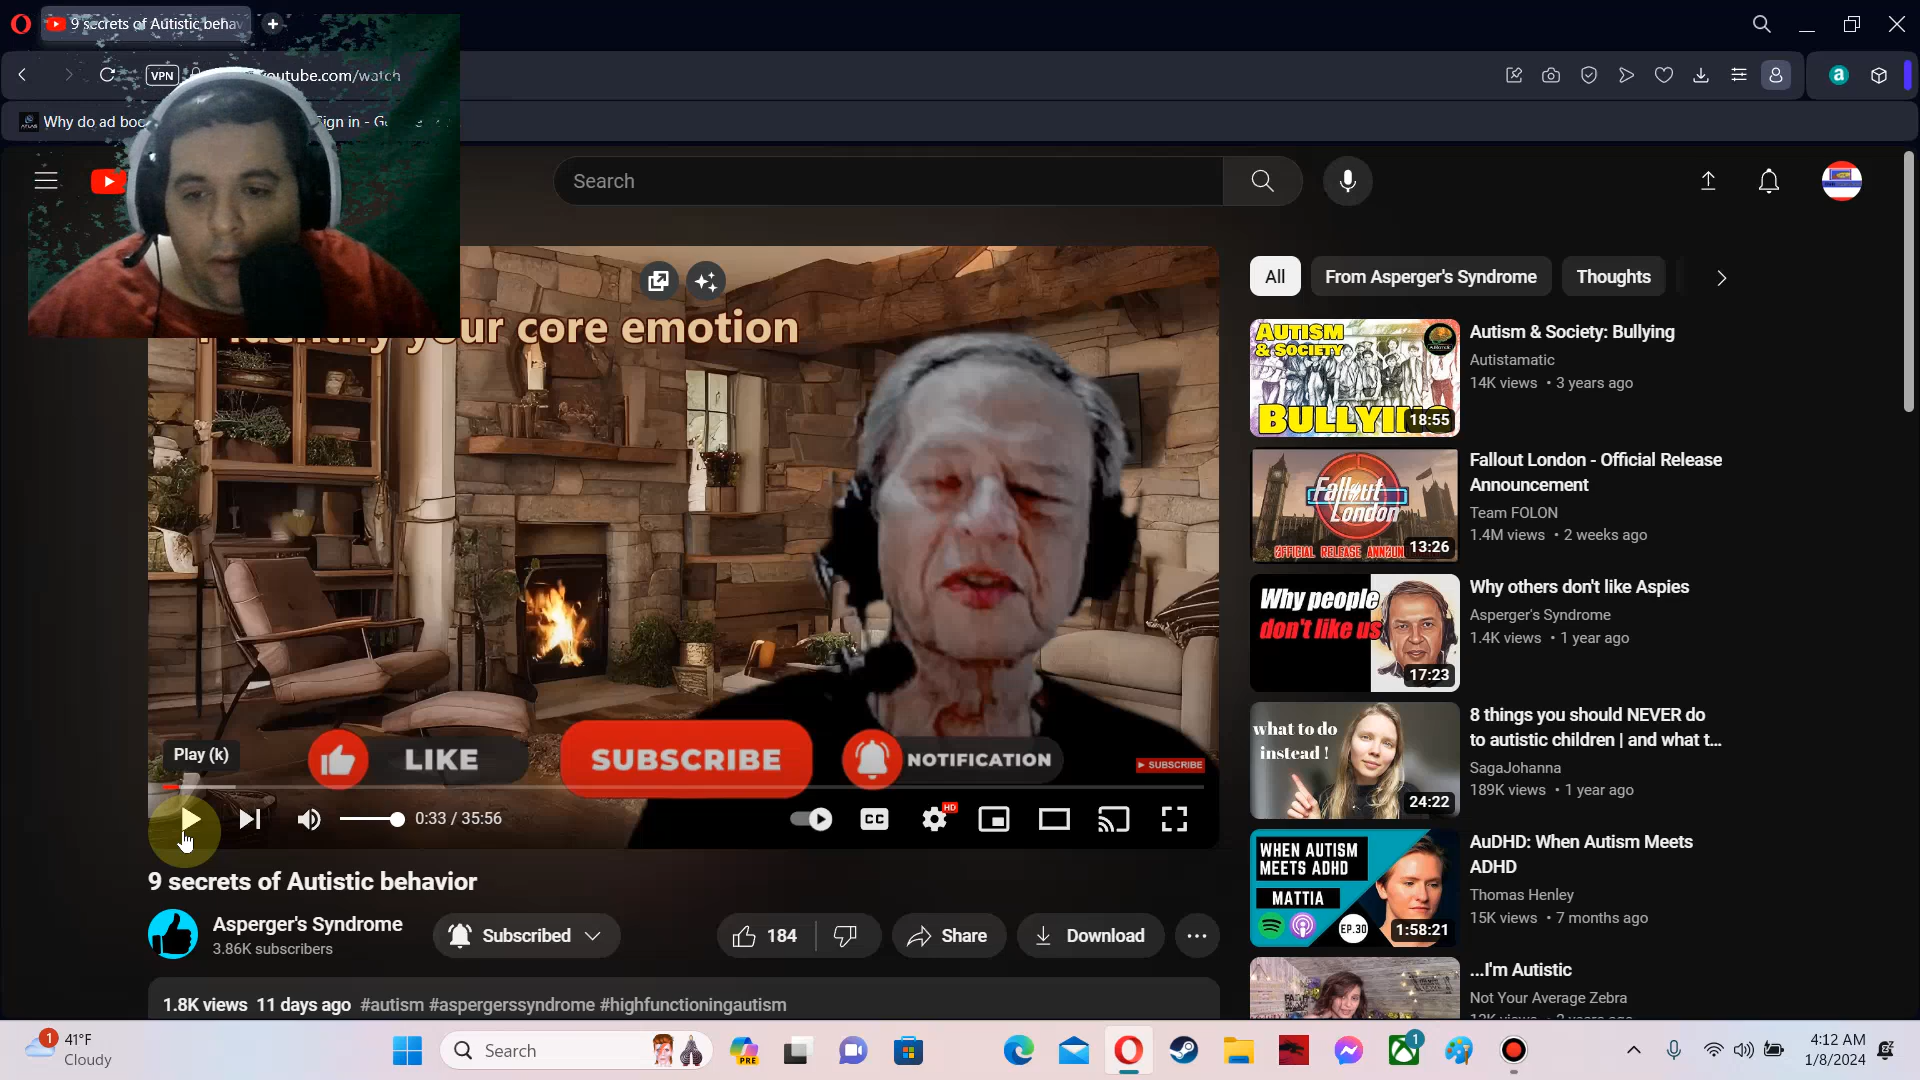 9 secrets of Autistic behav
VPN
outube.com/watch
Why do ad boo
ign in - G
Search
ur core emotion
All
From Asperger's Syndrome
Thoughts
AUTISM
& SOCIETY
18:55
Autism & Society: Bullying
Autistamatic
14K views • 3 years ago
Fallout
London
13:26
Fallout London - Official Release
Announcement
Team FOLON
1.4M views • 2 weeks ago
Why people
don't like us
17:23
Why others don't like Aspies
Asperger's Syndrome
1.4K views • 1 year ago
what to do
instead !
24:22
8 things you should NEVER do
to autistic children | and what t...
SagaJohanna
189K views • 1 year ago
WHEN AUTISM
MEETS ADHD
MATTIA
EP.30
1:58:21
AuDHD: When Autism Meets
ADHD
Thomas Henley
15K views • 7 months ago
...I'm Autistic
Not Your Average Zebra
Play (k)
LIKE
SUBSCRIBE
NOTIFICATION
SUBSCRIBE
0:33 / 35:56
CC
HD
9 secrets of Autistic behavior
Asperger's Syndrome
3.86K subscribers
Subscribed
184
Share
Download
1.8K views 11 days ago #autism #aspergerssyndrome #highfunctioningautism
1
41°F
Cloudy
Search
PRE
1
4:12 AM
1/8/2024